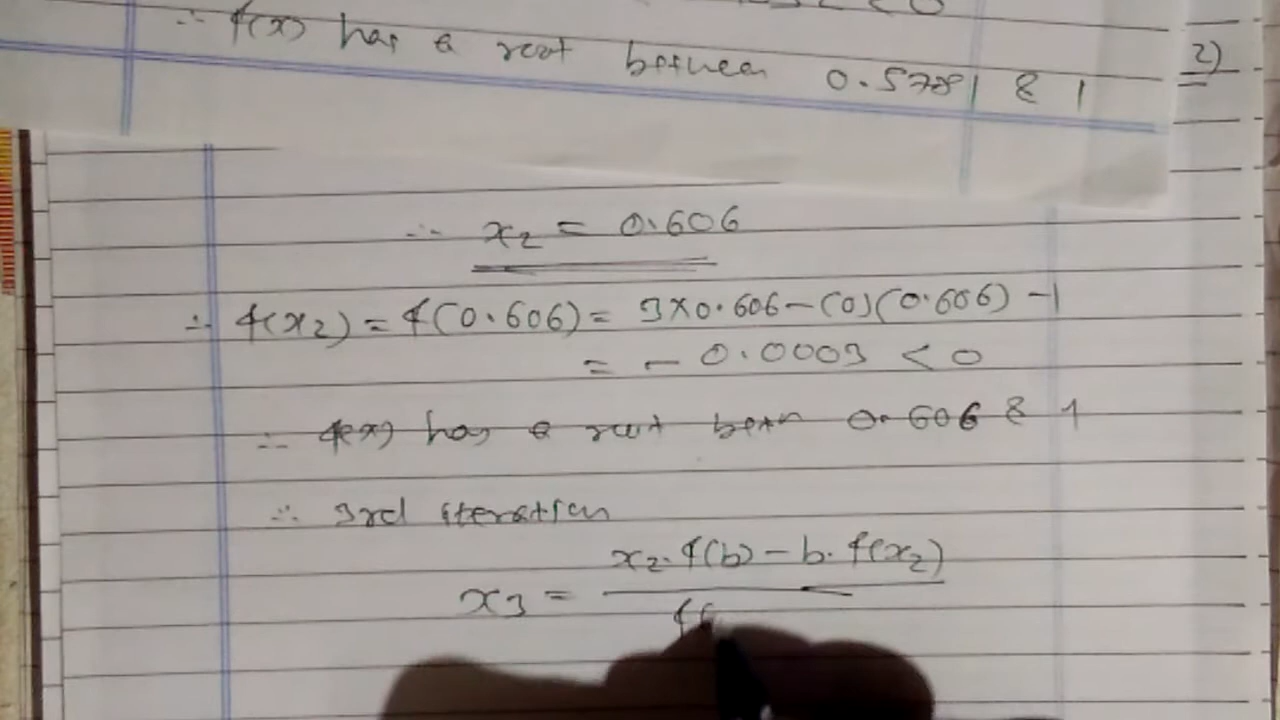 ∴ f(x) has a root between 0.5781 & 1
2)
∴ x₂ = 0.606
∴ f(x₂) = f(0.606) = 3×0.606-cos(0.606)-1
= - 0.0003 < 0
∴ f(x) has a root betn 0.606 & 1
∴ 3rd iteration
x₃ = x₂.f(b)-b.f(x₂)
f(